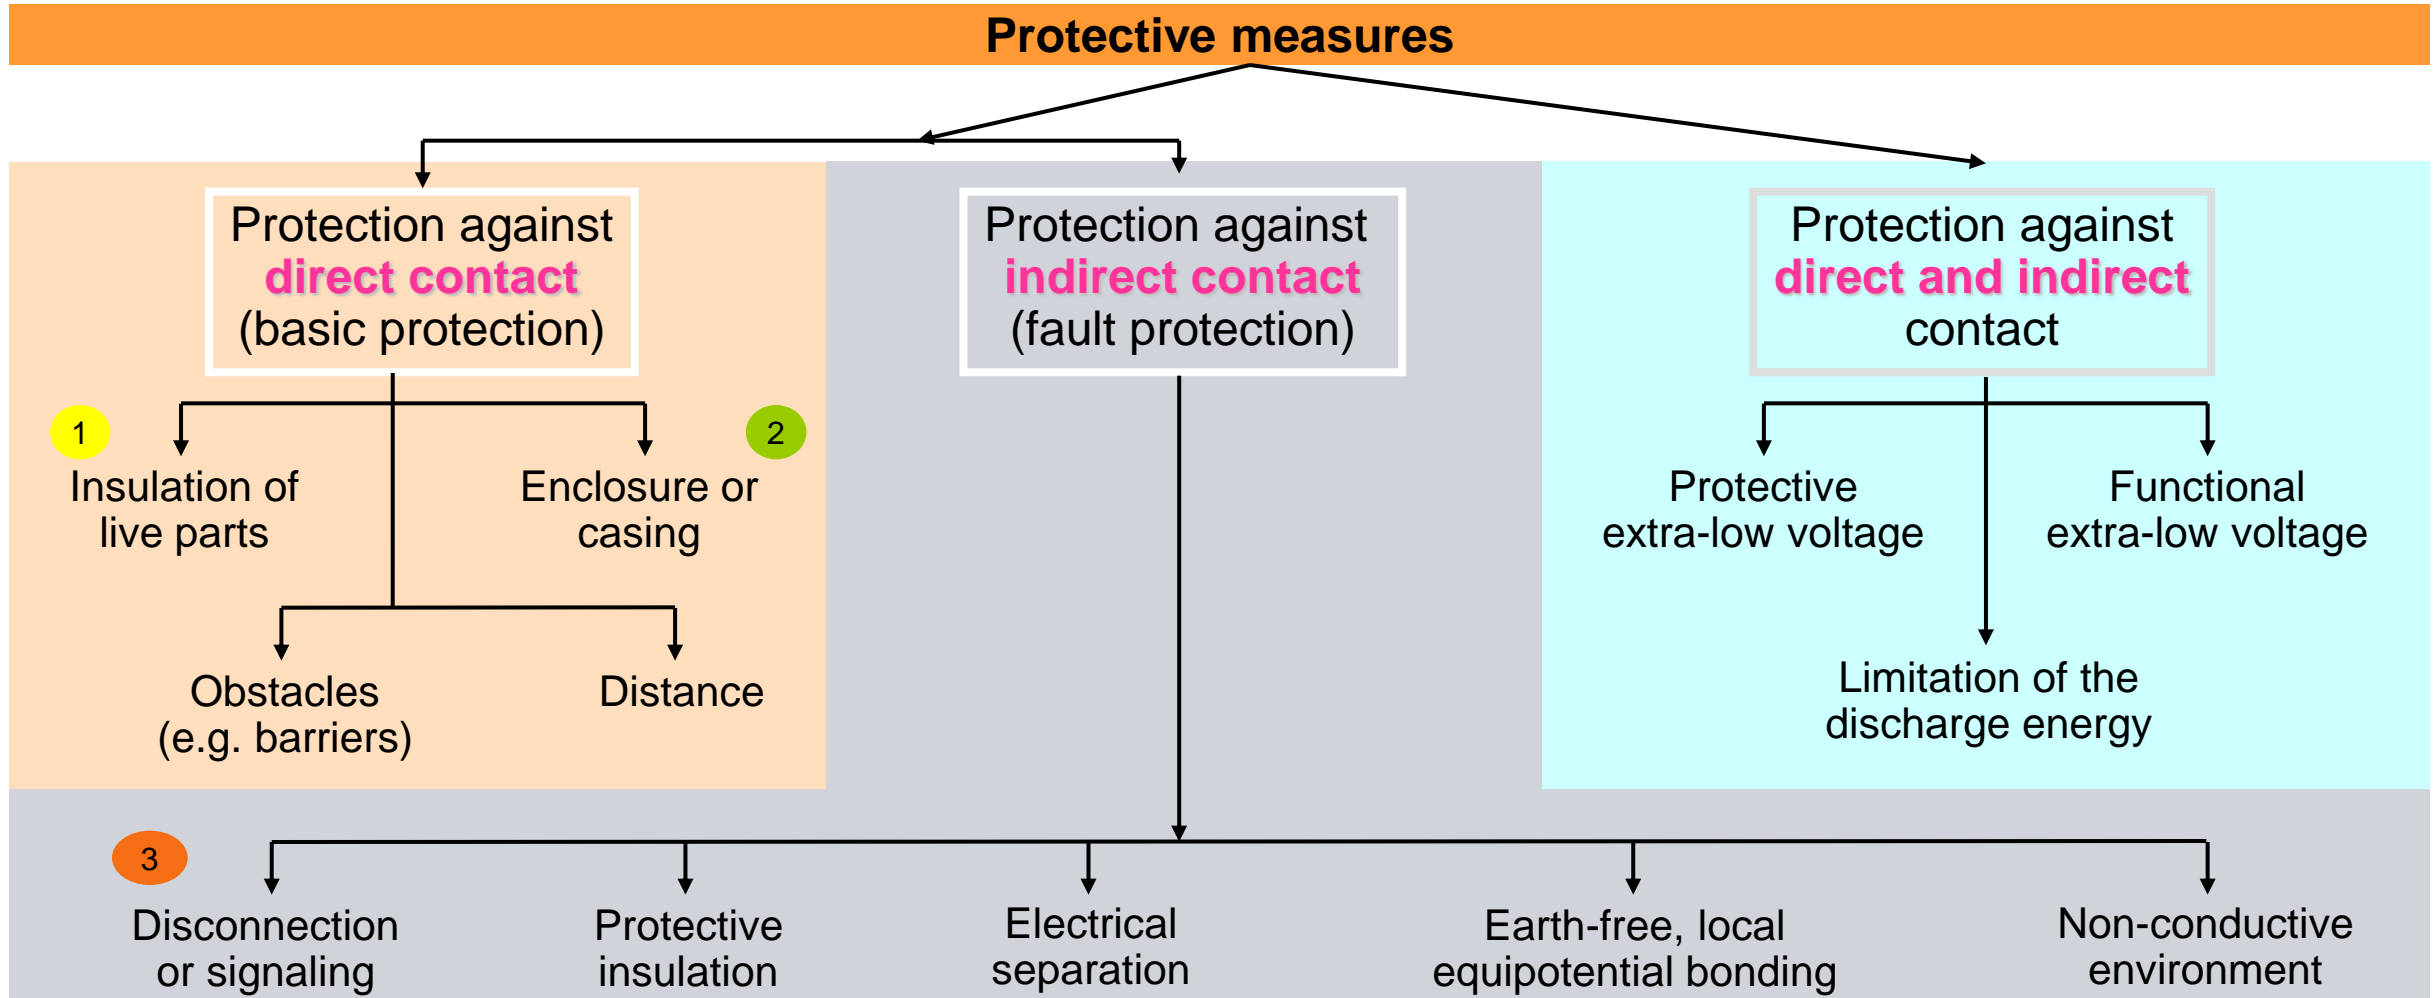 Protective measures
Protection against
direct contact
(basic protection)
Protection against
indirect contact
(fault protection)
Protection against
direct and indirect
contact
1
Insulation of
live parts
2
Enclosure or
casing
Obstacles
(e.g. barriers)
Distance
Protective
extra-low voltage
Functional
extra-low voltage
Limitation of the
discharge energy
3
Disconnection
or signaling
Protective
insulation
Electrical
separation
Earth-free, local
equipotential bonding
Non-conductive
environment